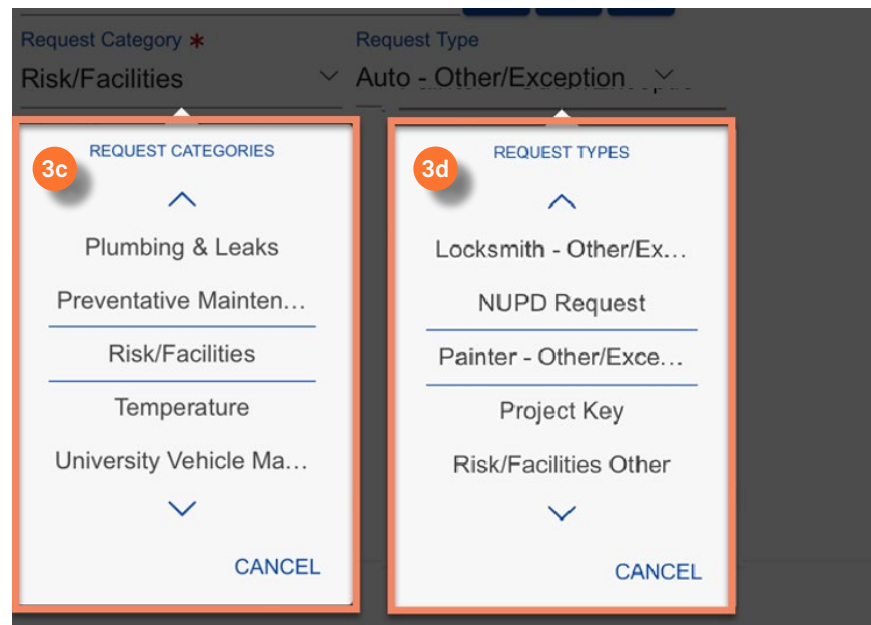 Request Category *
Request Type
Risk/Facilities
Auto - Other/Exception
3c
REQUEST CATEGORIES
Plumbing & Leaks
Preventative Mainten...
Risk/Facilities
Temperature
University Vehicle Ma...
CANCEL
3d
REQUEST TYPES
Locksmith - Other/Ex...
NUPD Request
Painter - Other/Exce...
Project Key
Risk/Facilities Other
CANCEL